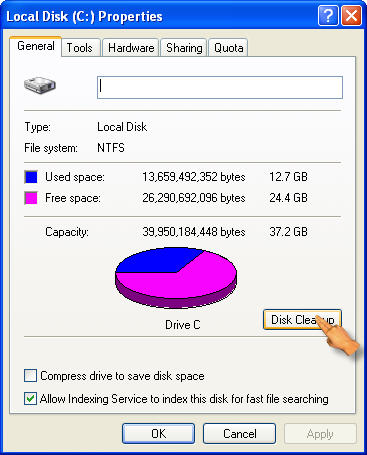 Local Disk (C:) Properties
General Tools Hardware Sharing Quota
Type: Local Disk
File system: NTFS
Used space: 13,659,492,352 bytes 12.7 GB
Free space: 26,290,692,096 bytes 24.4 GB
Capacity: 39,950,184,448 bytes 37.2 GB
Drive C
Disk Cleanup
Compress drive to save disk space
Allow Indexing Service to index this disk for fast file searching
OK Cancel Apply